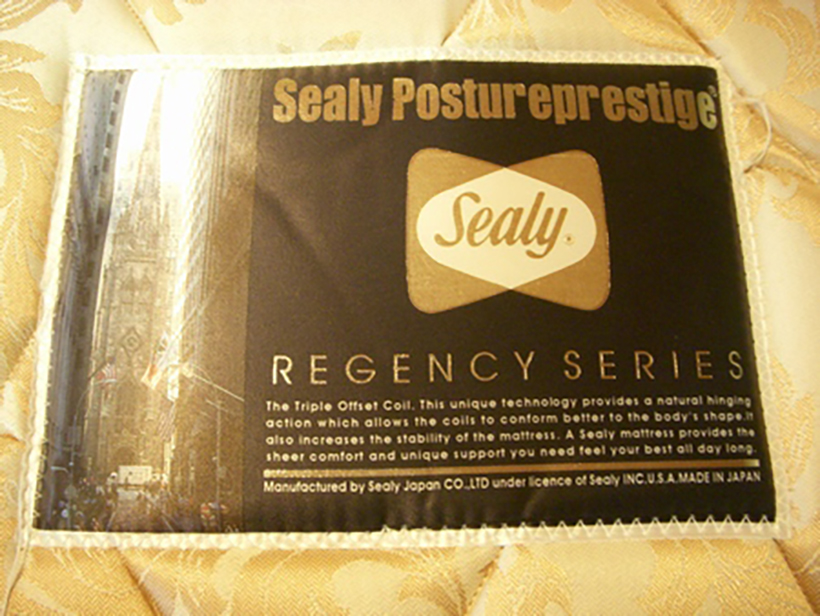 Sealy Postureprestige®
Sealy®
REGENCY SERIES
The Triple Offset Coil. This unique technology provides a natural hinging
action which allows the coils to conform better to the body's shape.It
also increases the stability of the mattress. A Sealy mattress provides the
sheer comfort and unique support you need feel your best all day long.
Manufactured by Sealy Japan CO.,LTD under licence of Sealy INC.U.S.A.MADE IN JAPAN